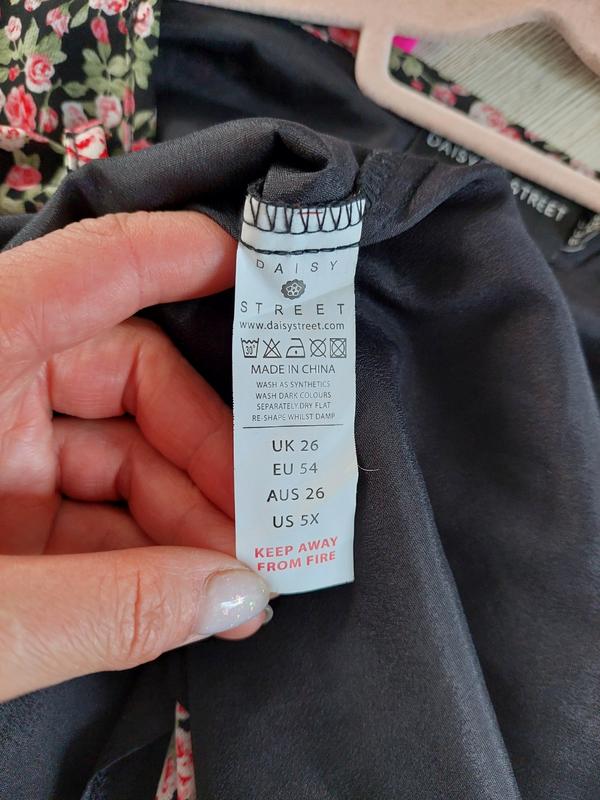 DAISY
STREET
www.daisystreet.com
30°
MADE IN CHINA
WASH AS SYNTHETICS
WASH DARK COLOURS
SEPARATELY.DRY FLAT
RE-SHAPE WHILST DAMP
UK 26
EU 54
AUS 26
US 5X
KEEP AWAY
FROM FIRE
DAISY STREET